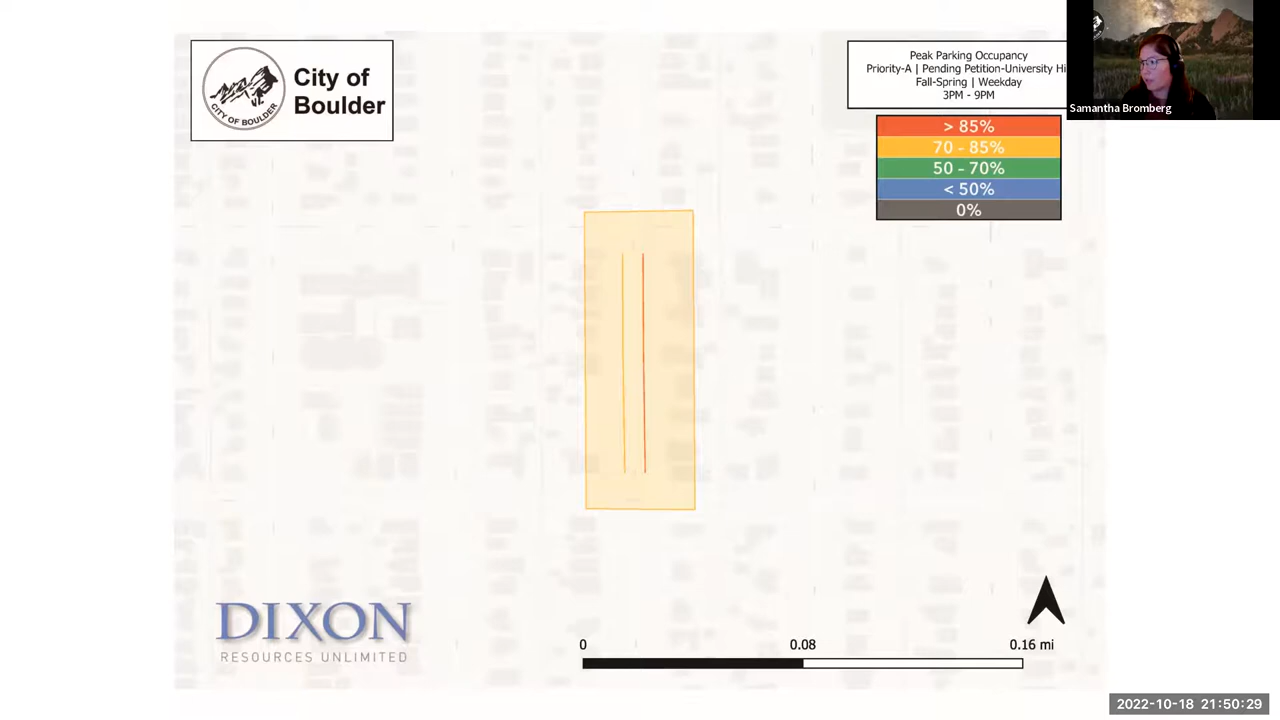 City of
Boulder
CITY OF BOULDER
Peak Parking Occupancy
Priority-A | Pending Petition-University Hi
Fall-Spring | Weekday
3PM - 9PM
Samantha Bromberg
> 85%
70 - 85%
50 - 70%
< 50%
0%
DIXON
RESOURCES UNLIMITED
0 0.08 0.16 mi
2022-10-18 21:50:29